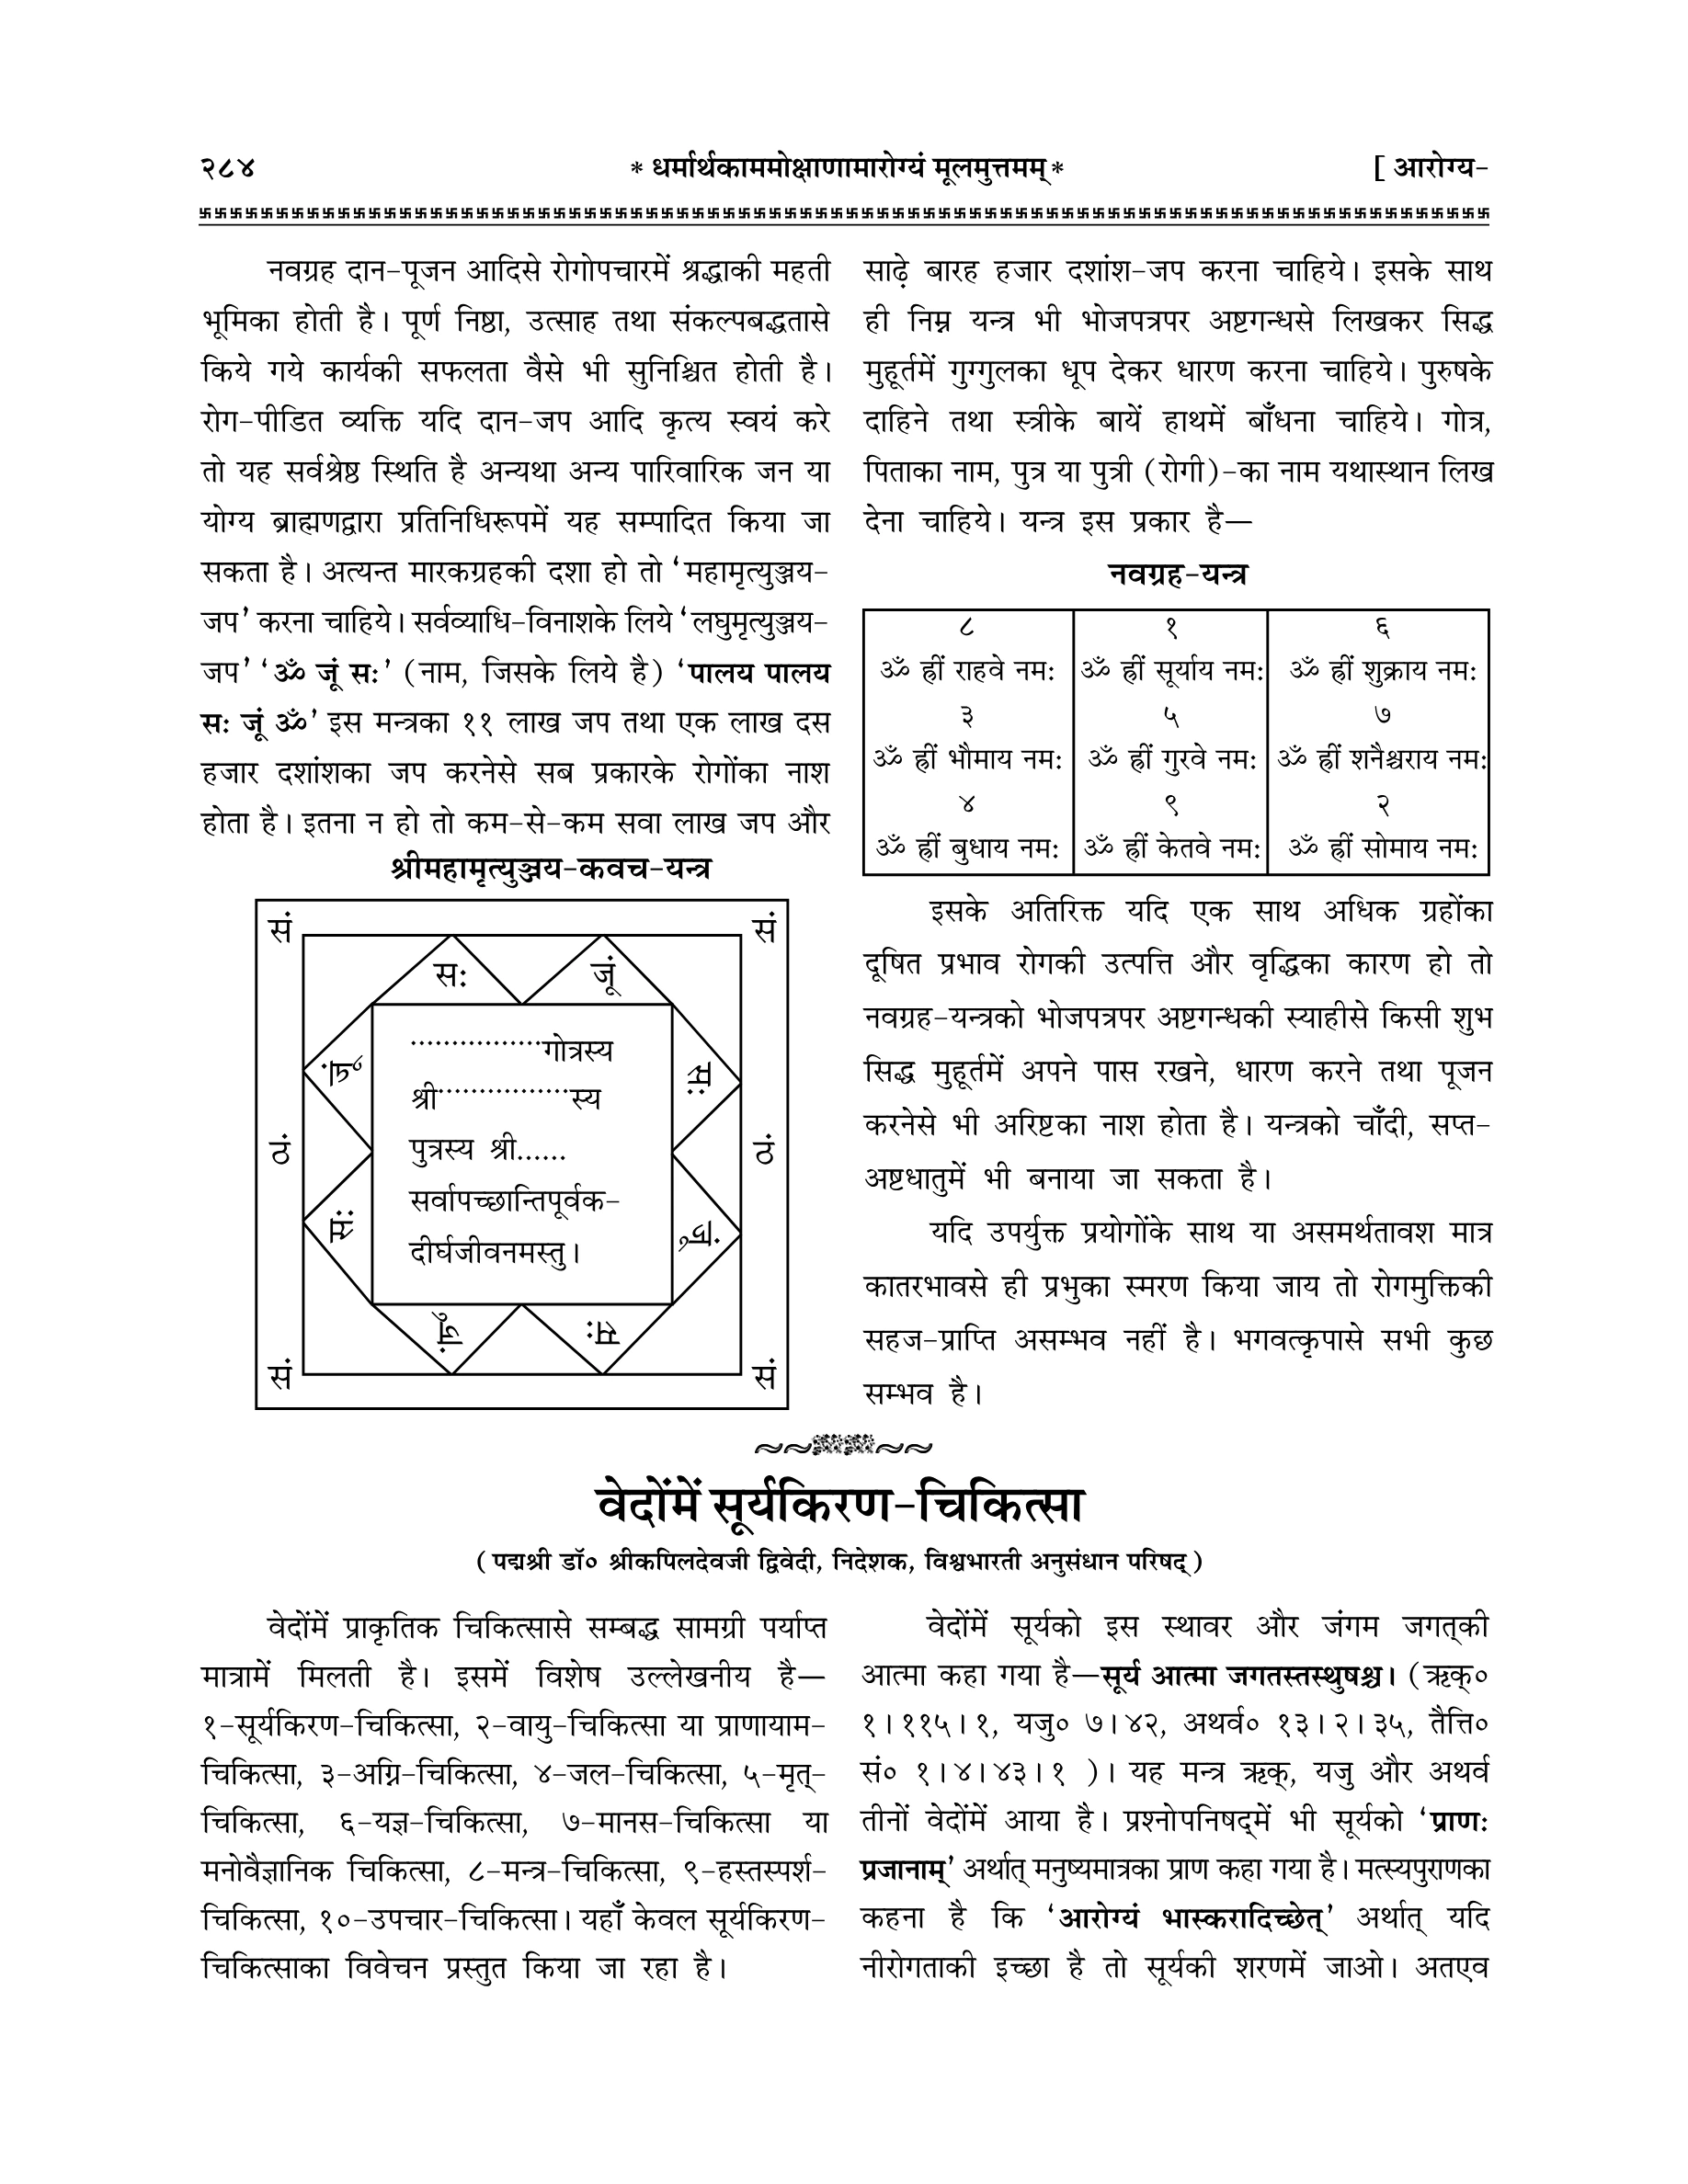 २८४
* धर्मार्थकाममोक्षाणामारोग्यं मूलमुत्तमम् *
[ आरोग्य-
नवग्रह दान-पूजन आदिसे रोगोपचारमें श्रद्धाकी महती
भूमिका होती है। पूर्ण निष्ठा, उत्साह तथा संकल्पबद्धतासे
किये गये कार्यकी सफलता वैसे भी सुनिश्चित होती है।
रोग-पीडित व्यक्ति यदि दान-जप आदि कृत्य स्वयं करे
तो यह सर्वश्रेष्ठ स्थिति है अन्यथा अन्य पारिवारिक जन या
योग्य ब्राह्मणद्वारा प्रतिनिधिरूपमें यह सम्पादित किया जा
सकता है। अत्यन्त मारकग्रहकी दशा हो तो ‘महामृत्युञ्जय-
जप’ करना चाहिये। सर्वव्याधि-विनाशके लिये ‘लघुमृत्युञ्जय-
जप’ ‘ॐ जूं सः’ (नाम, जिसके लिये है) ‘पालय पालय
सः जूं ॐ’ इस मन्त्रका ११ लाख जप तथा एक लाख दस
हजार दशांशका जप करनेसे सब प्रकारके रोगोंका नाश
होता है। इतना न हो तो कम-से-कम सवा लाख जप और
श्रीमहामृत्युञ्जय-कवच-यन्त्र
सं
सं
सः
जूं
जूं
सः
................गोत्रस्य
श्री................स्य
पुत्रस्य श्री......
सर्वापच्छान्तिपूर्वक-
दीर्घजीवनमस्तु।
ठं
ठं
सः
जूं
जूं
सः
सं
सं
साढ़े बारह हजार दशांश-जप करना चाहिये। इसके साथ
ही निम्न यन्त्र भी भोजपत्रपर अष्टगन्धसे लिखकर सिद्ध
मुहूर्तमें गुग्गुलका धूप देकर धारण करना चाहिये। पुरुषके
दाहिने तथा स्त्रीके बायें हाथमें बाँधना चाहिये। गोत्र,
पिताका नाम, पुत्र या पुत्री (रोगी)-का नाम यथास्थान लिख
देना चाहिये। यन्त्र इस प्रकार है—
नवग्रह-यन्त्र
८ १ ६
ॐ ह्रीं राहवे नमः ॐ ह्रीं सूर्याय नमः ॐ ह्रीं शुक्राय नमः
३ ५ ७
ॐ ह्रीं भौमाय नमः ॐ ह्रीं गुरवे नमः ॐ ह्रीं शनैश्चराय नमः
४ ९ २
ॐ ह्रीं बुधाय नमः ॐ ह्रीं केतवे नमः ॐ ह्रीं सोमाय नमः
इसके अतिरिक्त यदि एक साथ अधिक ग्रहोंका
दूषित प्रभाव रोगकी उत्पत्ति और वृद्धिका कारण हो तो
नवग्रह-यन्त्रको भोजपत्रपर अष्टगन्धकी स्याहीसे किसी शुभ
सिद्ध मुहूर्तमें अपने पास रखने, धारण करने तथा पूजन
करनेसे भी अरिष्टका नाश होता है। यन्त्रको चाँदी, सप्त-
अष्टधातुमें भी बनाया जा सकता है।
यदि उपर्युक्त प्रयोगोंके साथ या असमर्थतावश मात्र
कातरभावसे ही प्रभुका स्मरण किया जाय तो रोगमुक्तिकी
सहज-प्राप्ति असम्भव नहीं है। भगवत्कृपासे सभी कुछ
सम्भव है।
वेदोंमें सूर्यकिरण-चिकित्सा
( पद्मश्री डॉ० श्रीकपिलदेवजी द्विवेदी, निदेशक, विश्वभारती अनुसंधान परिषद् )
वेदोंमें प्राकृतिक चिकित्सासे सम्बद्ध सामग्री पर्याप्त
मात्रामें मिलती है। इसमें विशेष उल्लेखनीय है—
१-सूर्यकिरण-चिकित्सा, २-वायु-चिकित्सा या प्राणायाम-
चिकित्सा, ३-अग्नि-चिकित्सा, ४-जल-चिकित्सा, ५-मृत्-
चिकित्सा, ६-यज्ञ-चिकित्सा, ७-मानस-चिकित्सा या
मनोवैज्ञानिक चिकित्सा, ८-मन्त्र-चिकित्सा, ९-हस्तस्पर्श-
चिकित्सा, १०-उपचार-चिकित्सा। यहाँ केवल सूर्यकिरण-
चिकित्साका विवेचन प्रस्तुत किया जा रहा है।
वेदोंमें सूर्यको इस स्थावर और जंगम जगत्‌की
आत्मा कहा गया है—सूर्य आत्मा जगतस्तस्थुषश्च। (ऋक्०
१।११५।१, यजु० ७।४२, अथर्व० १३।२।३५, तैत्ति०
सं० १।४।४३।१ )। यह मन्त्र ऋक्, यजु और अथर्व
तीनों वेदोंमें आया है। प्रश्नोपनिषद्‌में भी सूर्यको ‘प्राणः
प्रजानाम्’ अर्थात् मनुष्यमात्रका प्राण कहा गया है। मत्स्यपुराणका
कहना है कि ‘आरोग्यं भास्करादिच्छेत्’ अर्थात् यदि
नीरोगताकी इच्छा है तो सूर्यकी शरणमें जाओ। अतएव